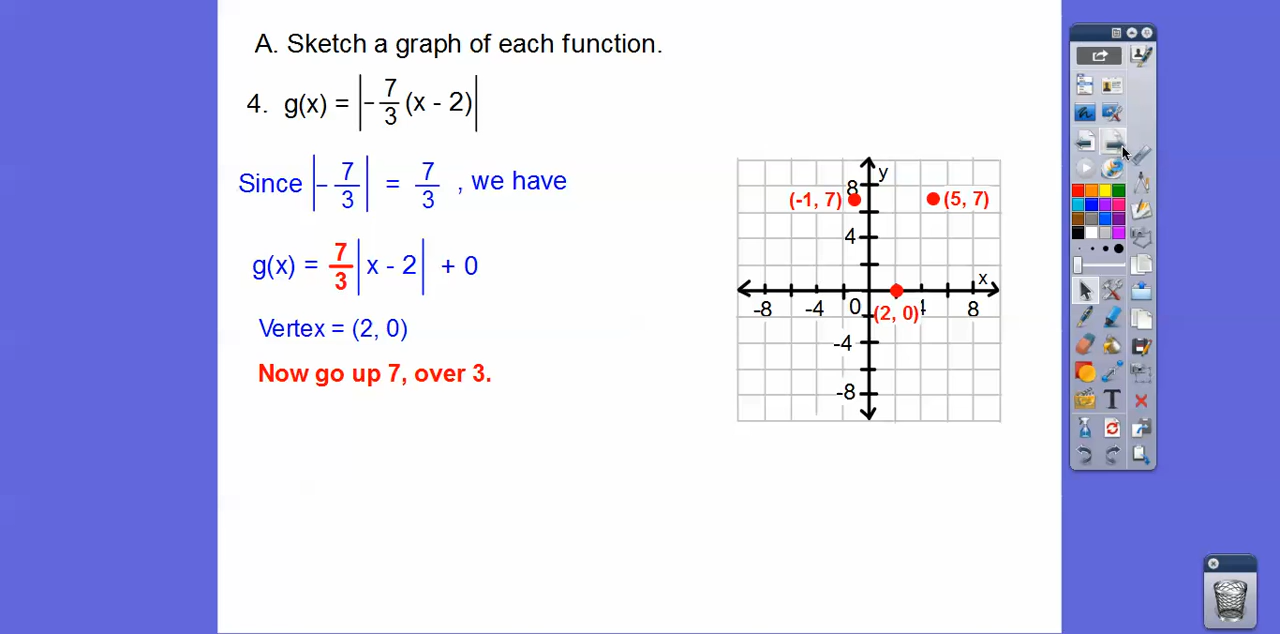 A. Sketch a graph of each function.
4. g(x) = |-7/3(x - 2)|
Since |-7/3| = 7/3 , we have
g(x) = 7/3|x - 2| + 0
Vertex = (2, 0)
Now go up 7, over 3.
y
8
(-1, 7)
(5, 7)
4
x
-8
-4
0
(2, 0)
8
-4
-8
T